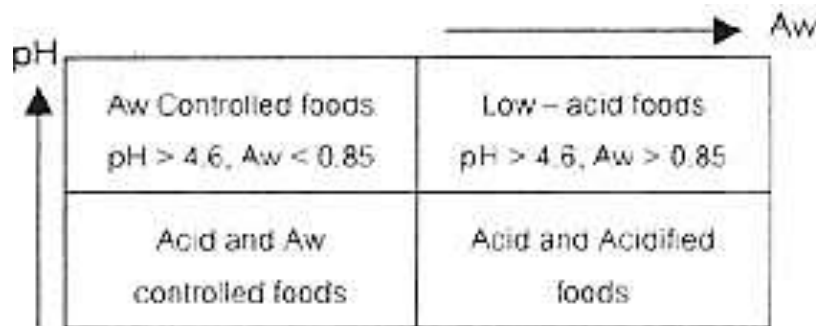 Aw
pH
Aw Controlled foods
pH > 4.6, Aw < 0.85
Low – acid foods
pH > 4.6, Aw > 0.85
Acid and Aw
controlled foods
Acid and Acidified
foods